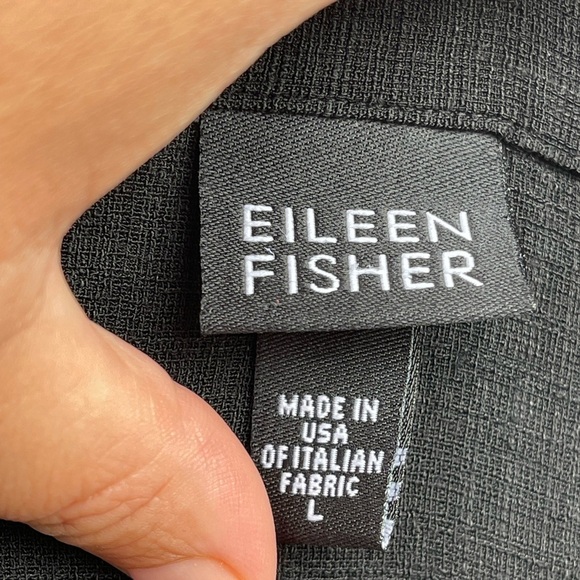 EILEEN
FISHER
MADE IN
USA
OF ITALIAN
FABRIC
L